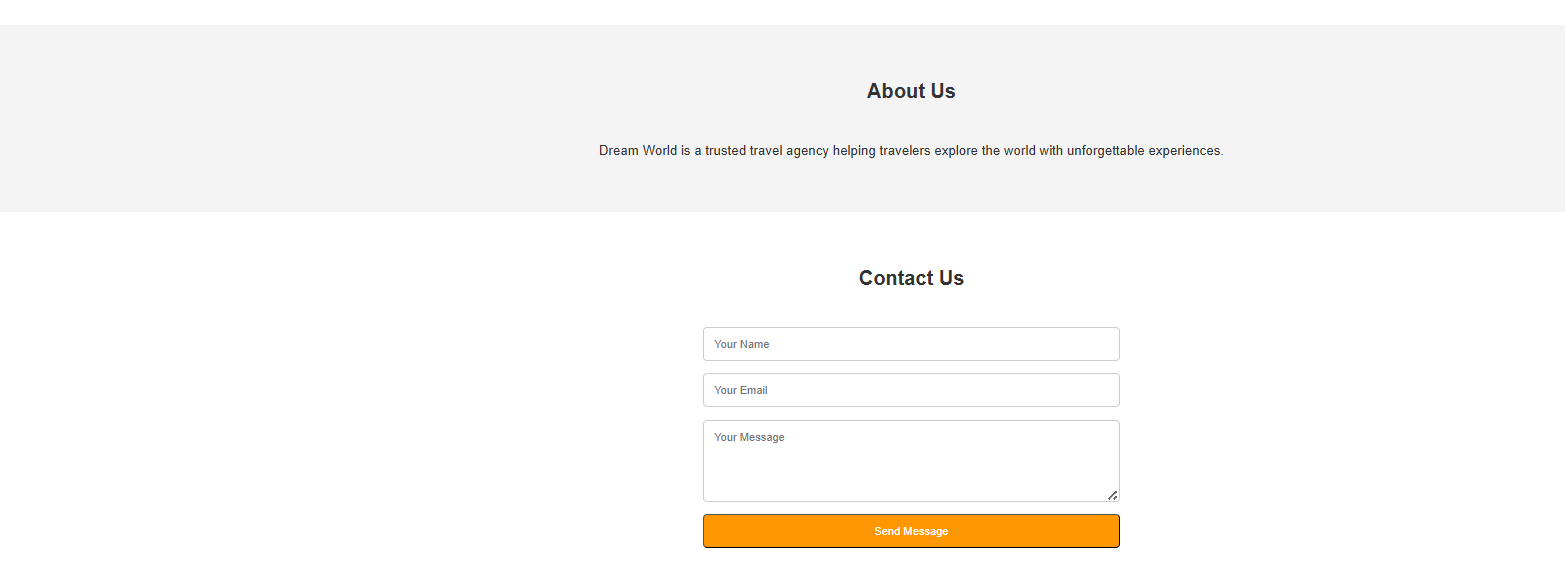 About Us
Dream World is a trusted travel agency helping travelers explore the world with unforgettable experiences.
Contact Us
Your Name
Your Email
Your Message
Send Message